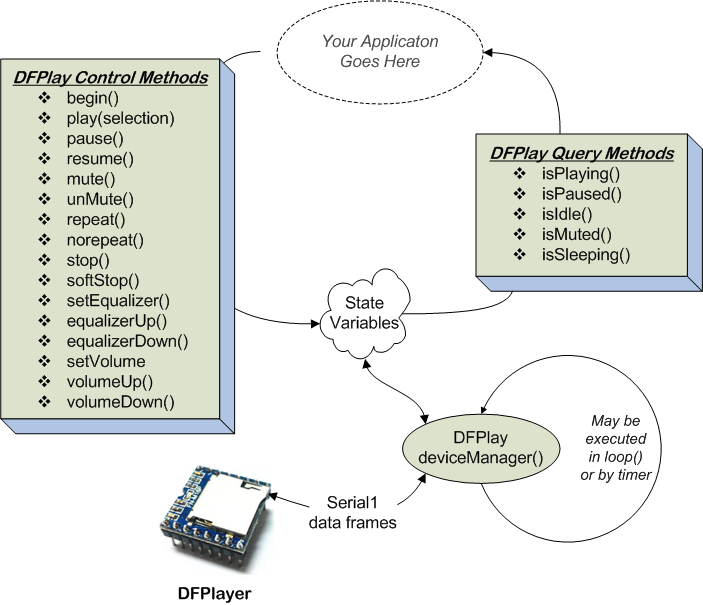 Your Applicaton
Goes Here
DFPlay Control Methods
❖ begin()
❖ play(selection)
❖ pause()
❖ resume()
❖ mute()
❖ unMute()
❖ repeat()
❖ norepeat()
❖ stop()
❖ softStop()
❖ setEqualizer()
❖ equalizerUp()
❖ equalizerDown()
❖ setVolume
❖ volumeUp()
❖ volumeDown()
DFPlay Query Methods
❖ isPlaying()
❖ isPaused()
❖ isIdle()
❖ isMuted()
❖ isSleeping()
State
Variables
DFPlay
deviceManager()
May be
executed
in loop()
or by timer
Serial1
data frames
DFPlayer